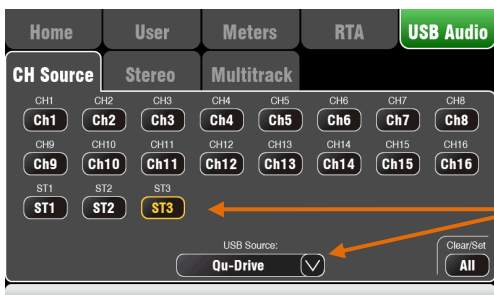 Home User Meters RTA USB Audio
CH Source Stereo Multitrack
CH1 CH2 CH3 CH4 CH5 CH6 CH7 CH8
Ch1 Ch2 Ch3 Ch4 Ch5 Ch6 Ch7 Ch8
CH9 CH10 CH11 CH12 CH13 CH14 CH15 CH16
Ch9 Ch10 Ch11 Ch12 Ch13 Ch14 Ch15 Ch16
ST1 ST2 ST3
ST1 ST2 ST3
USB Source: Clear/Set
Qu-Drive All